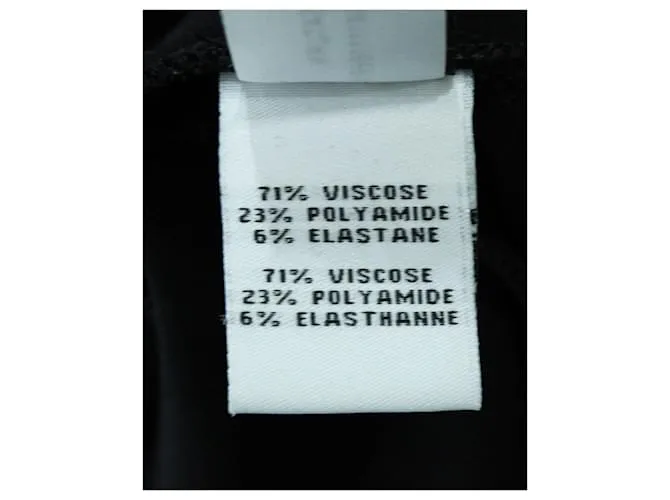 71% VISCOSE
23% POLYAMIDE
6% ELASTANE
71% VISCOSE
23% POLYAMIDE
6% ELASTHANNE